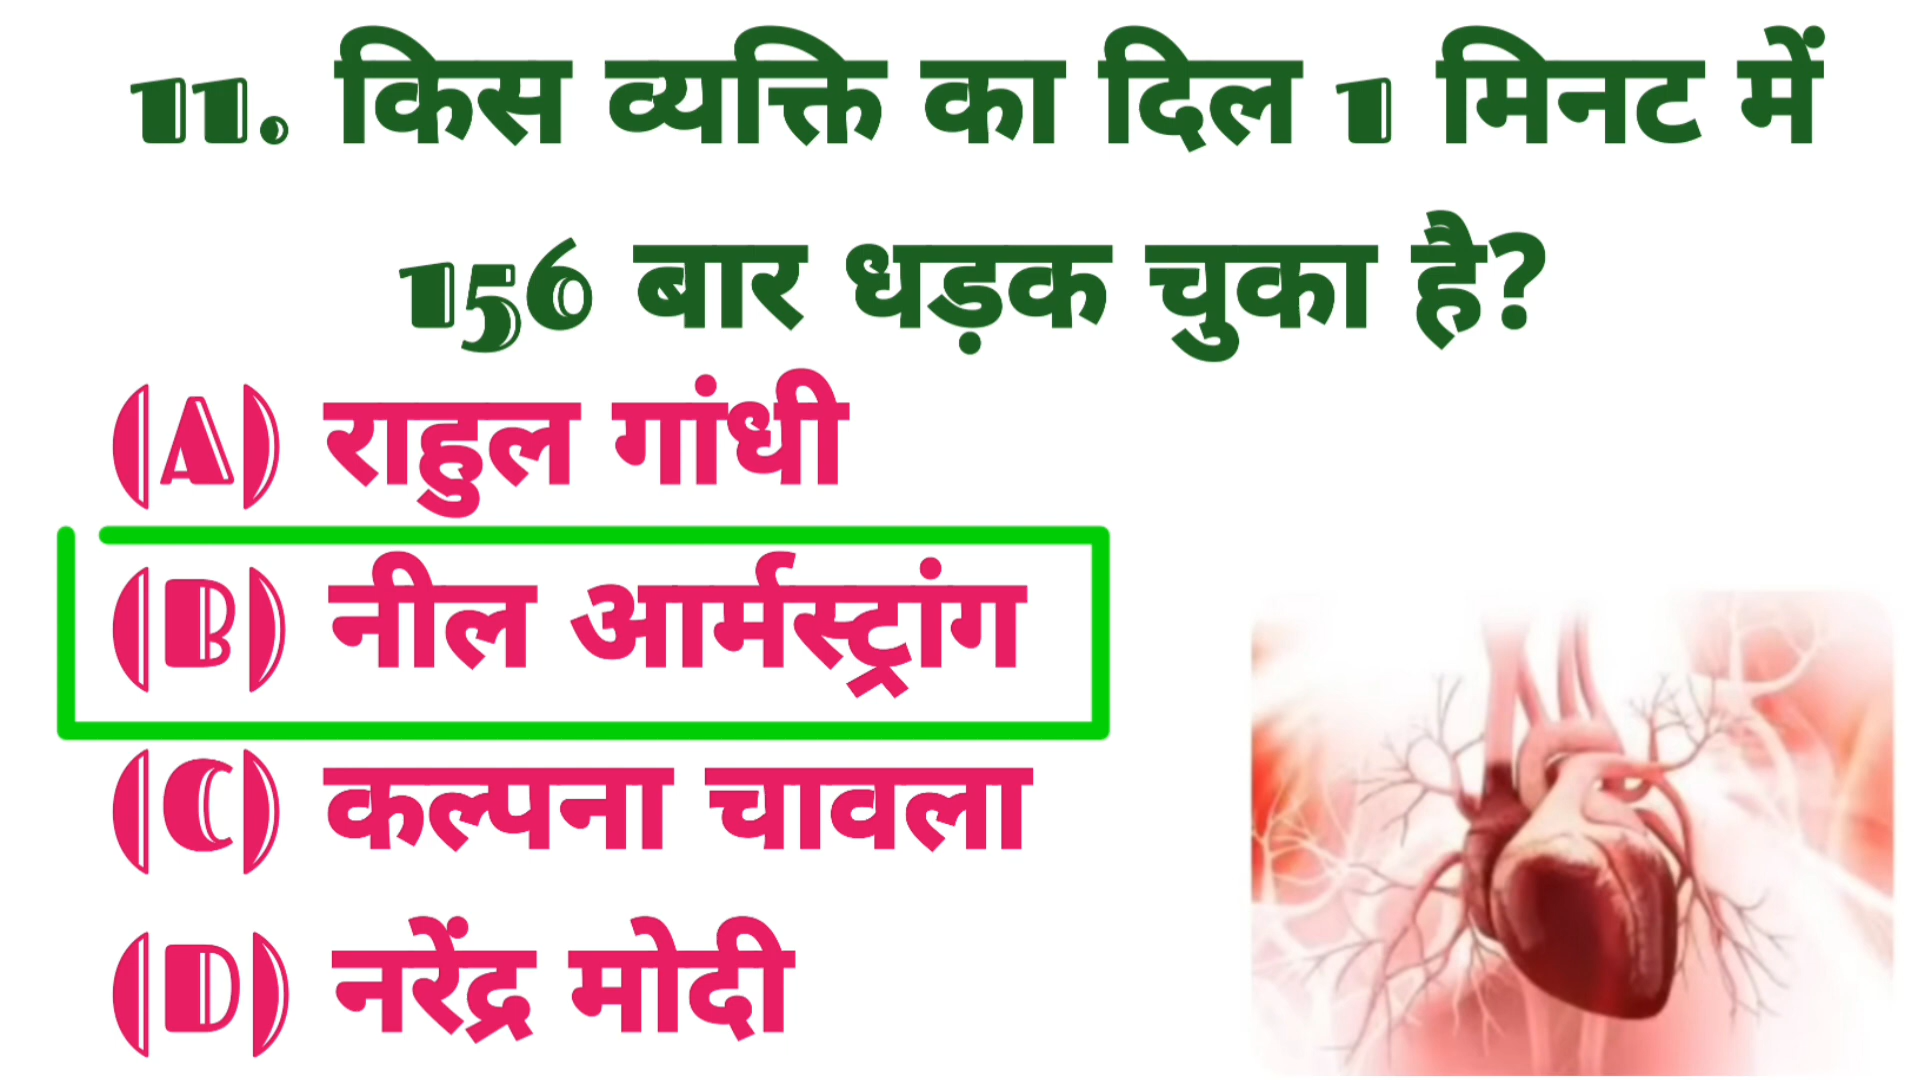 11. किस व्यक्ति का दिल 1 मिनट में
156 बार धड़क चुका है?
(A) राहुल गांधी
(B) नील आर्मस्ट्रांग
(C) कल्पना चावला
(D) नरेंद्र मोदी